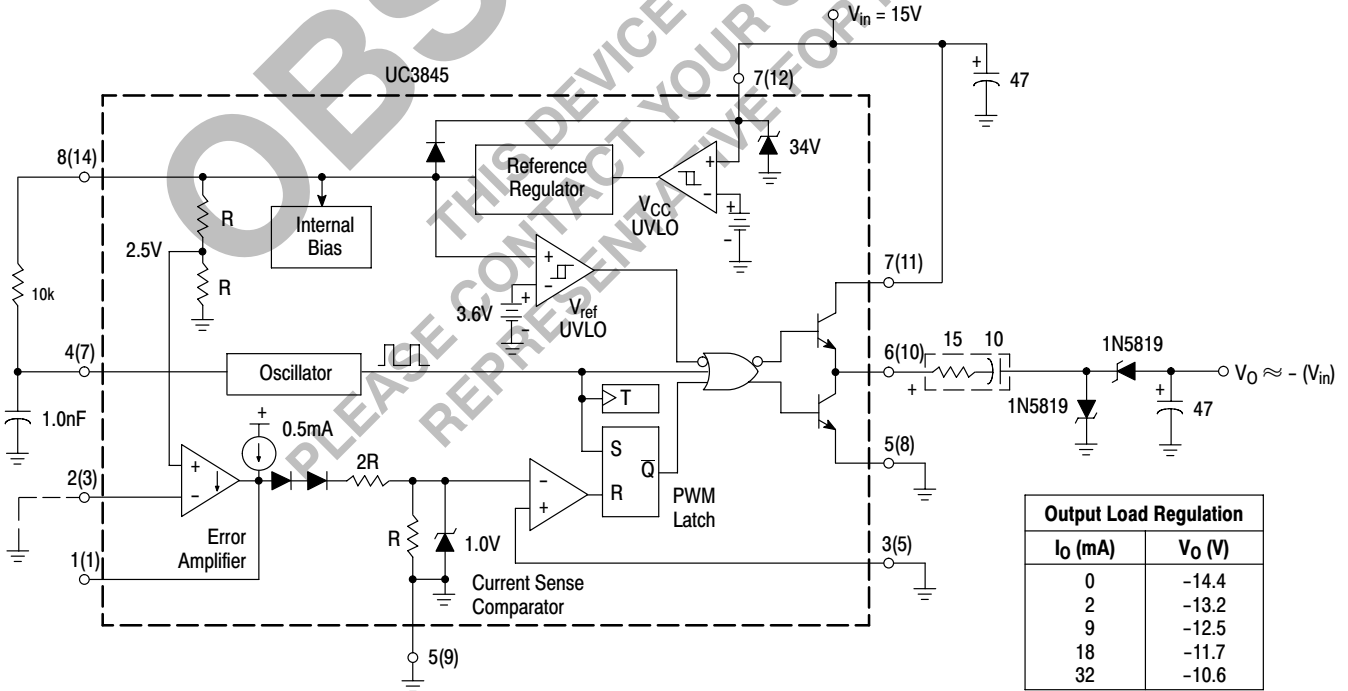 OBS
THIS DEVICE
PLEASE CONTACT YOUR
REPRESENTATIVE FOR
Vin = 15V
UC3845
7(12)
+
47
34V
8(14)
Reference
Regulator
+
-
VCC
UVLO
+
-
R
Internal
Bias
2.5V
R
10k
+
-
3.6V
+
-
Vref
UVLO
7(11)
4(7)
Oscillator
6(10)
15
10
+
1N5819
1N5819
VO ≈ - (Vin)
+
47
T
1.0nF
+
0.5mA
5(8)
+
-
2R
S
R
Q̅
PWM
Latch
-
+
2(3)
Error
Amplifier
R
1.0V
Current Sense
Comparator
3(5)
1(1)
5(9)
Output Load Regulation
IO (mA) VO (V)
0 -14.4
2 -13.2
9 -12.5
18 -11.7
32 -10.6